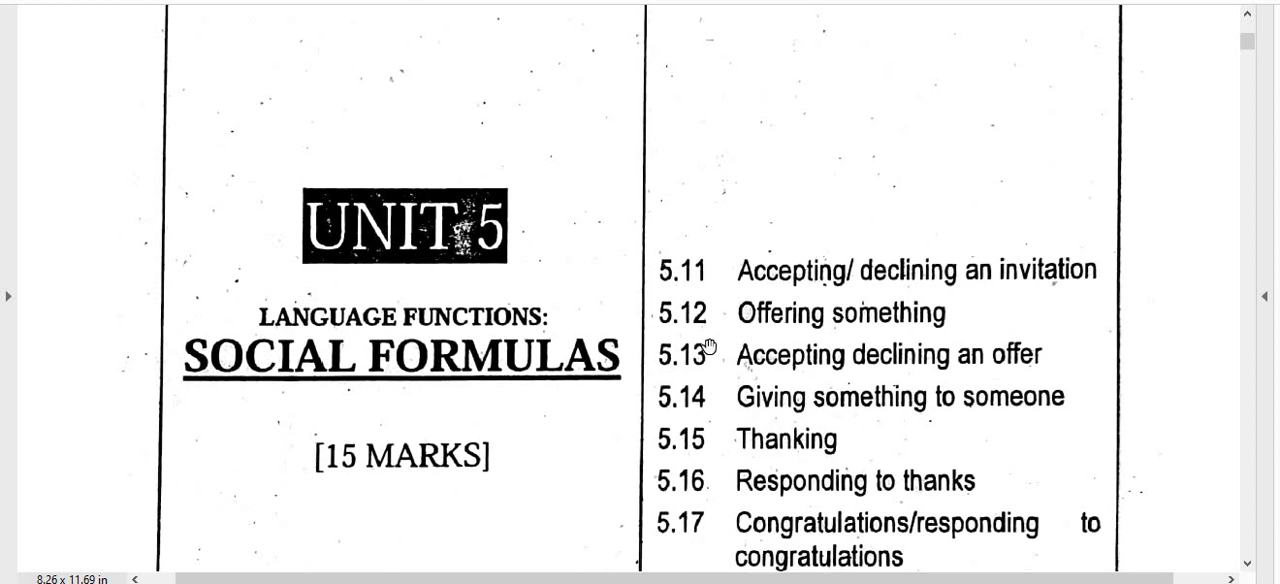 UNIT 5
LANGUAGE FUNCTIONS:
SOCIAL FORMULAS
[15 MARKS]
5.11 Accepting/ declining an invitation
5.12 Offering something
5.13 Accepting declining an offer
5.14 Giving something to someone
5.15 Thanking
5.16 Responding to thanks
5.17 Congratulations/responding to
congratulations
8.26 x 11.69 in